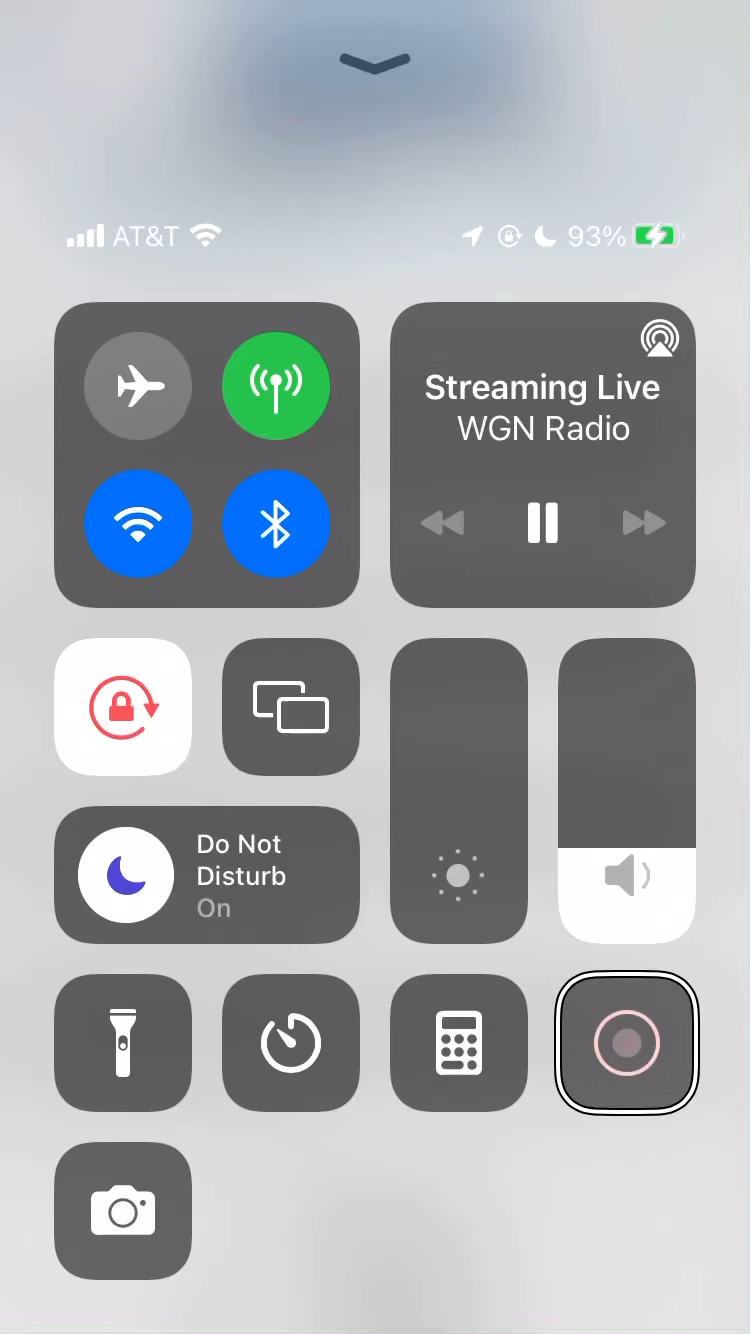 AT&T 93%
Streaming Live
WGN Radio
Do Not
Disturb
On